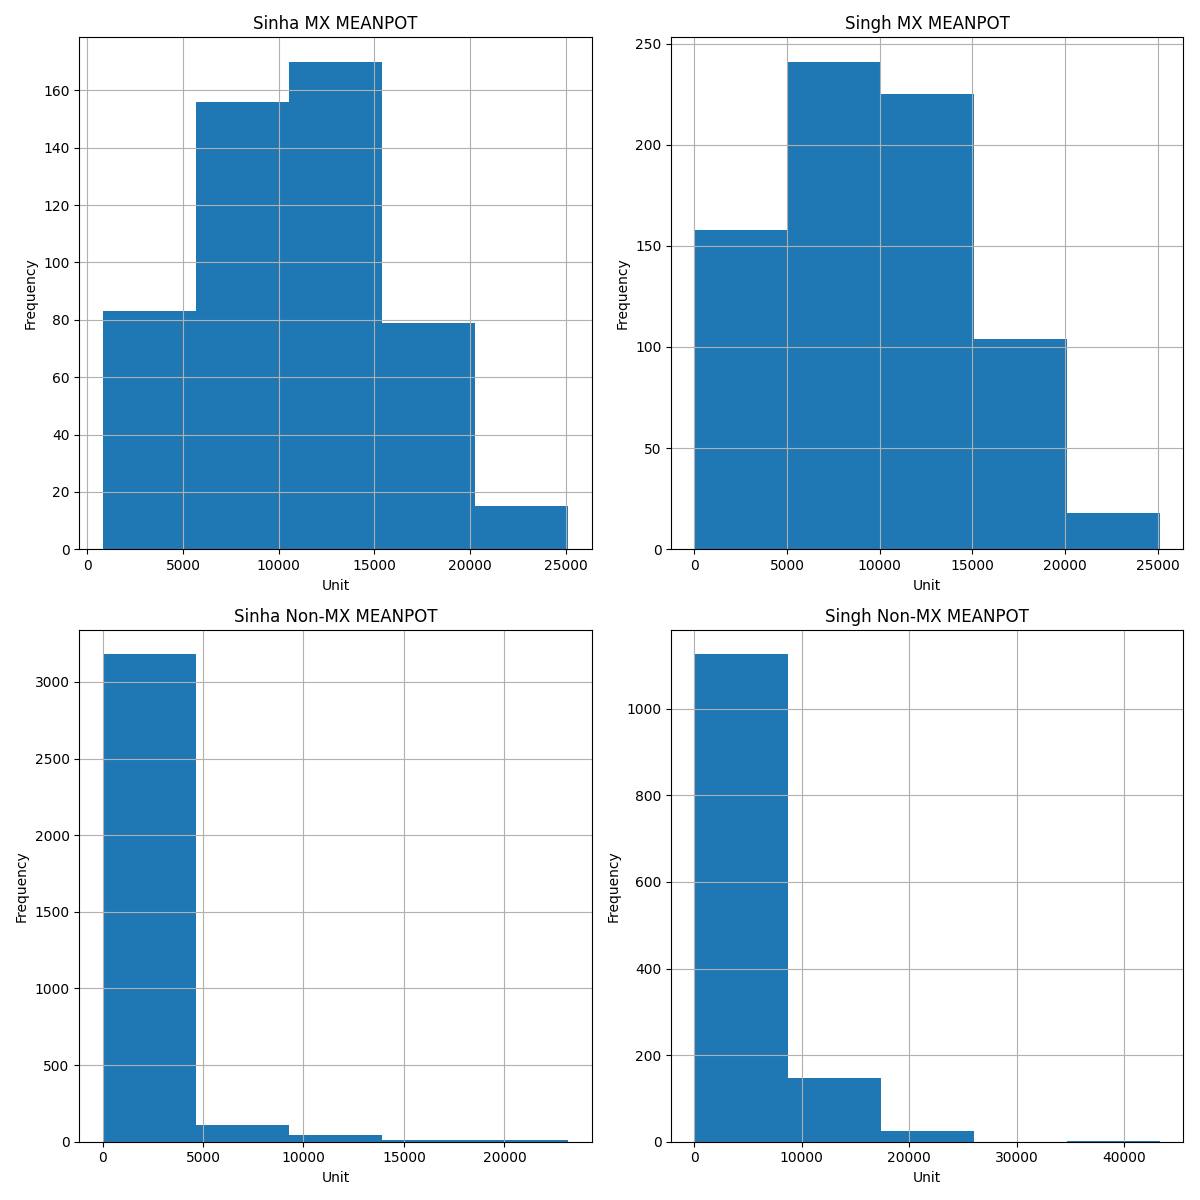 Sinha MX MEANPOT
Frequency
160
140
120
100
80
60
40
20
0
0 5000 10000 15000 20000 25000
Unit
Singh MX MEANPOT
Frequency
250
200
150
100
50
0
0 5000 10000 15000 20000 25000
Unit
Sinha Non-MX MEANPOT
Frequency
3000
2500
2000
1500
1000
500
0
0 5000 10000 15000 20000
Unit
Singh Non-MX MEANPOT
Frequency
1000
800
600
400
200
0
0 10000 20000 30000 40000
Unit